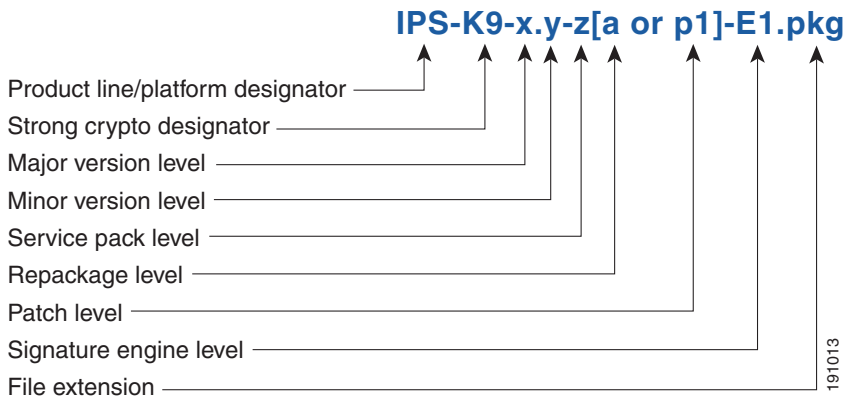 IPS-K9-x.y-z[a or p1]-E1.pkg
Product line/platform designator
Strong crypto designator
Major version level
Minor version level
Service pack level
Repackage level
Patch level
Signature engine level
File extension
191013